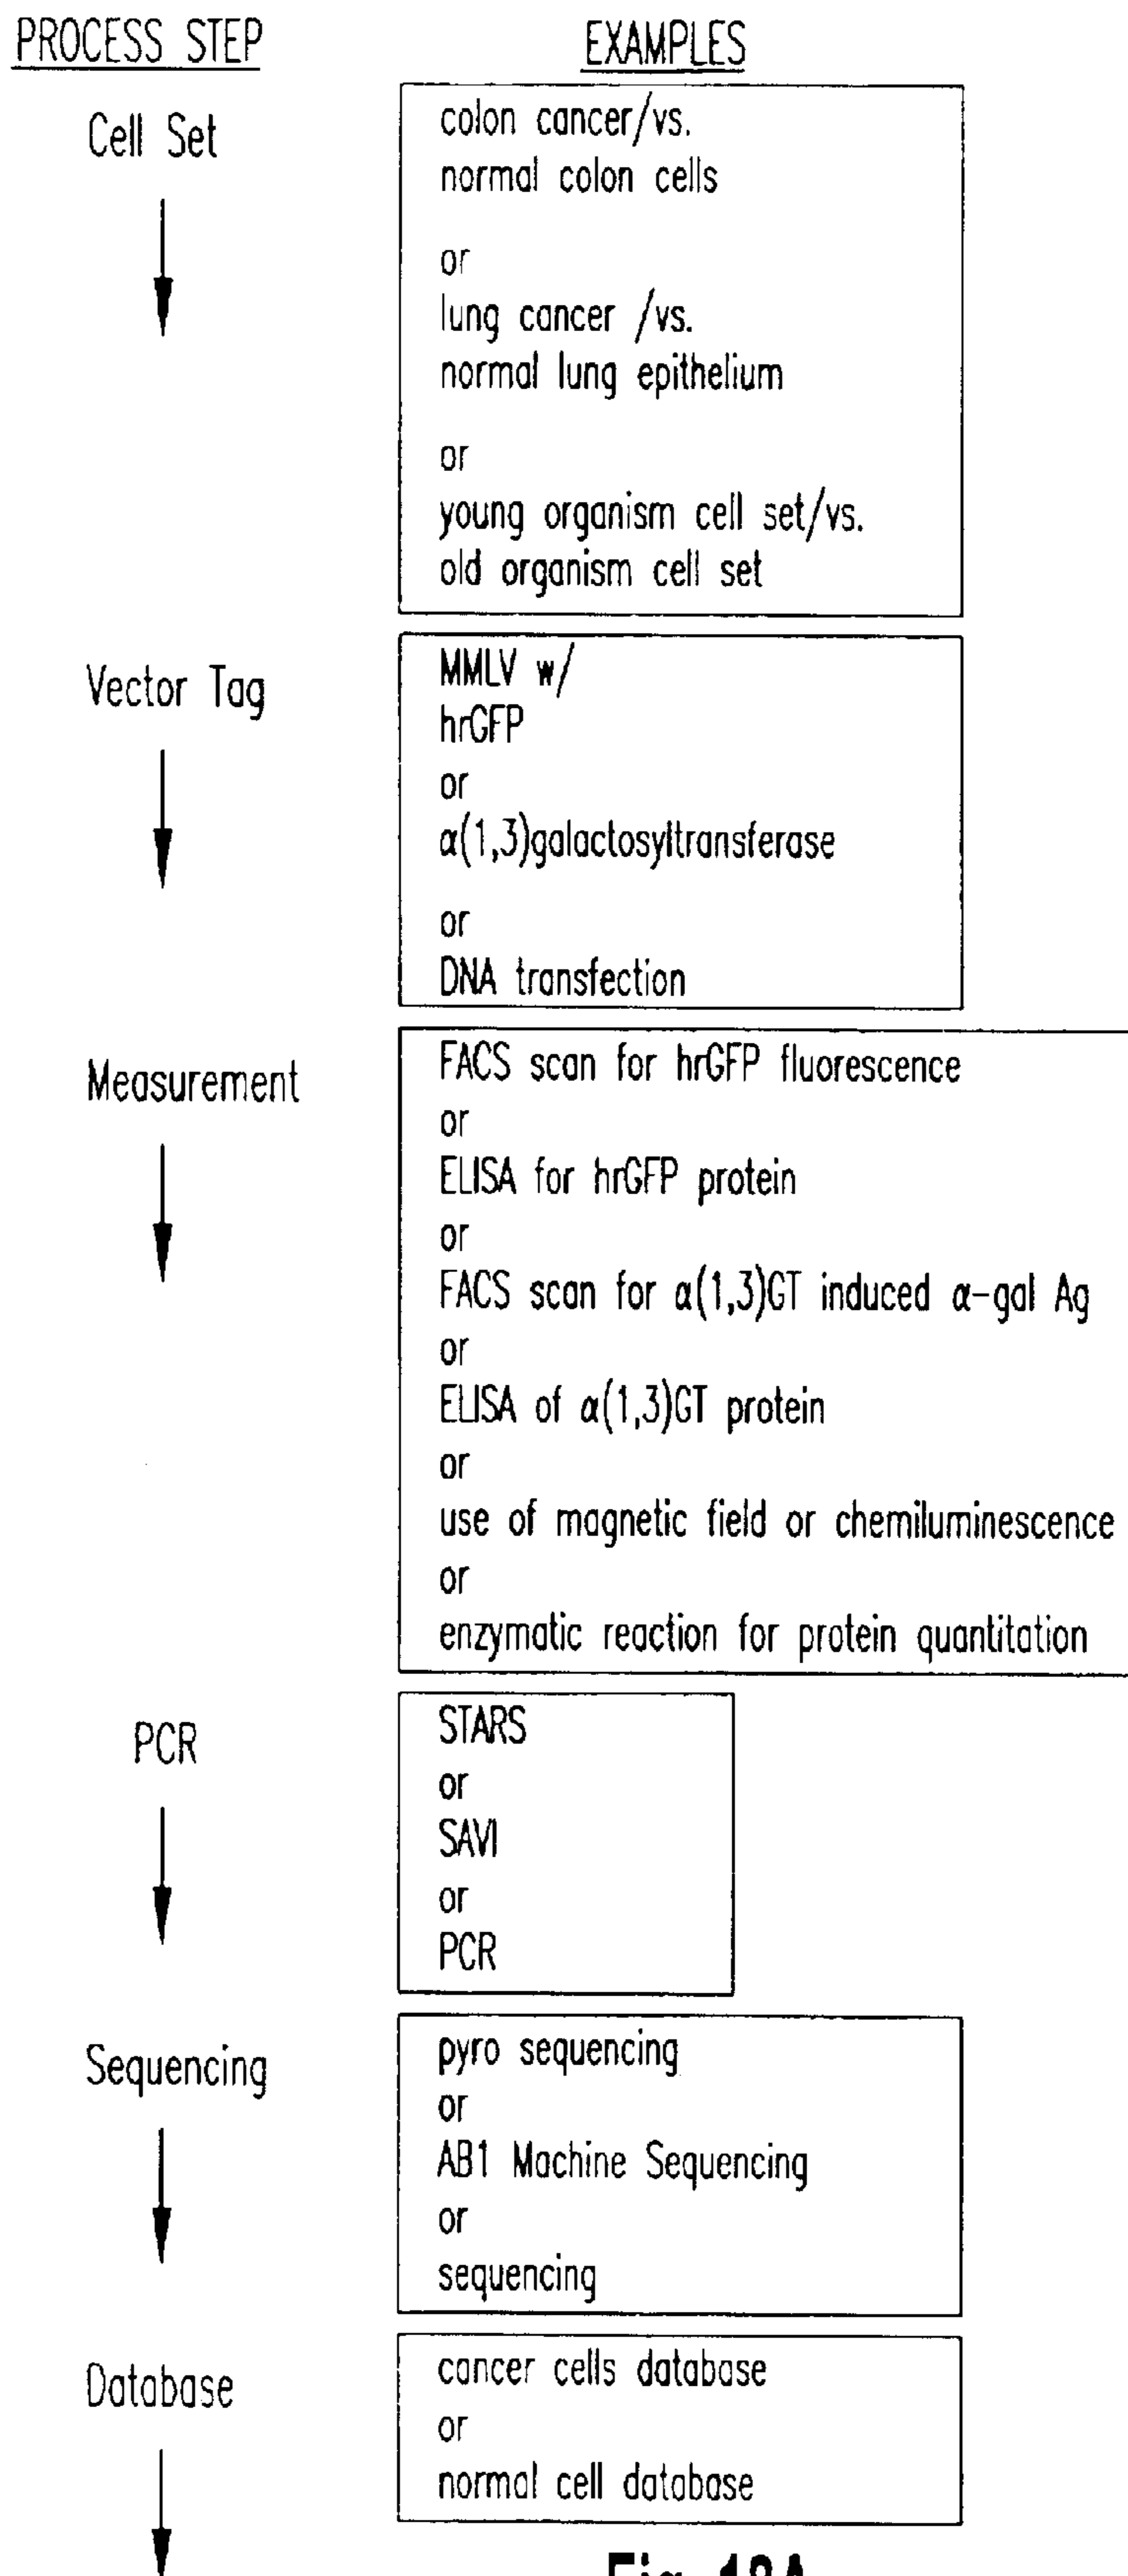 PROCESS STEP
EXAMPLES
Cell Set
colon cancer/vs.
normal colon cells
or
lung cancer /vs.
normal lung epithelium
or
young organism cell set/vs.
old organism cell set
Vector Tag
MMLV w/
hrGFP
or
α(1,3)galactosyltransferase
or
DNA transfection
Measurement
FACS scan for hrGFP fluorescence
or
ELISA for hrGFP protein
or
FACS scan for α(1,3)GT induced α-gal Ag
or
ELISA of α(1,3)GT protein
or
use of magnetic field or chemiluminescence
or
enzymatic reaction for protein quantitation
PCR
STARS
or
SAVI
or
PCR
Sequencing
pyro sequencing
or
AB1 Machine Sequencing
or
sequencing
Database
cancer cells database
or
normal cell database
Fig. 18A